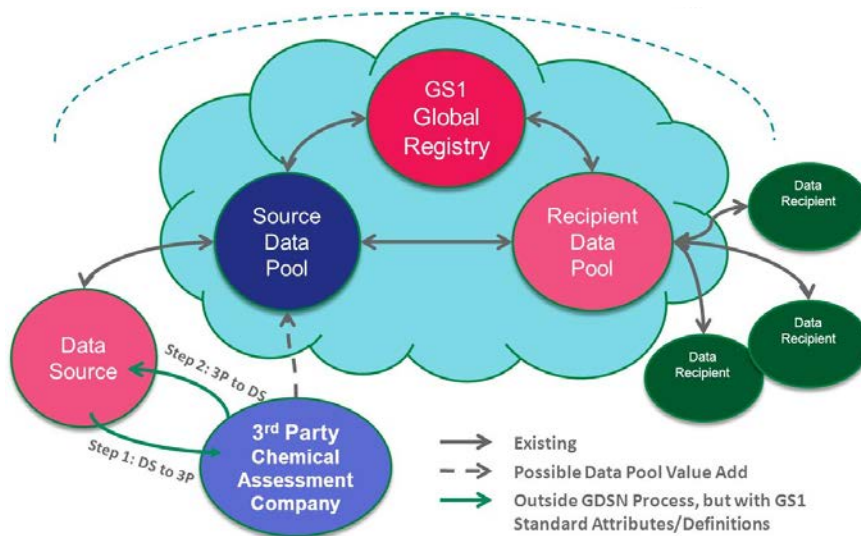 GS1
Global
Registry
Source
Data
Pool
Recipient
Data
Pool
Data
Recipient
Data
Recipient
Data
Recipient
Data
Source
Step 2: 3P to DS
Step 1: DS to 3P
3rd Party
Chemical
Assessment
Company
Existing
Possible Data Pool Value Add
Outside GDSN Process, but with GS1
Standard Attributes/Definitions